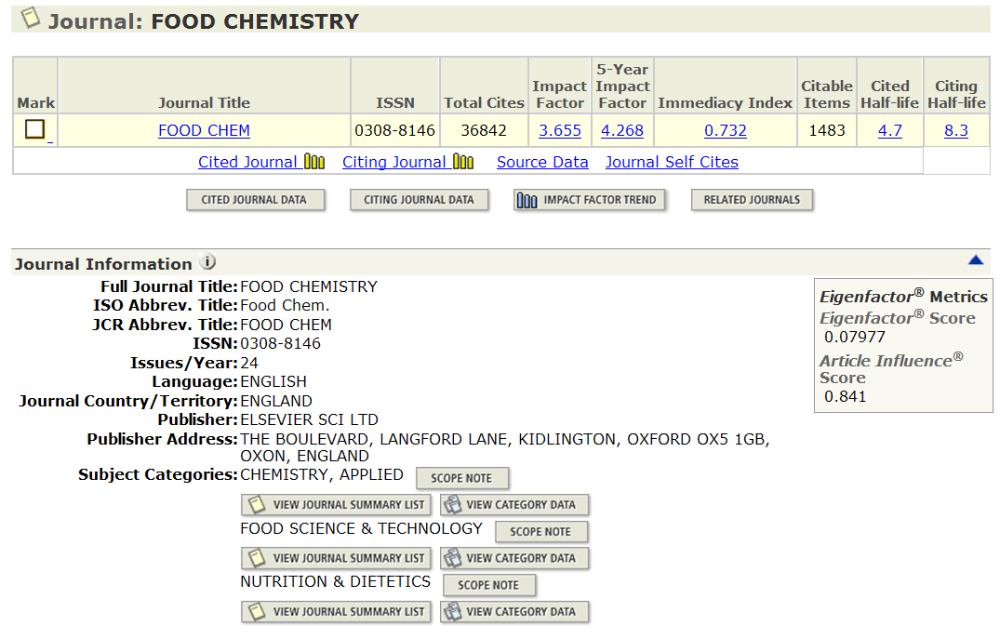 Journal: FOOD CHEMISTRY
Mark Journal Title ISSN Total Cites Impact Factor 5-Year Impact Factor Immediacy Index Citable Items Cited Half-life Citing Half-life
FOOD CHEM 0308-8146 36842 3.655 4.268 0.732 1483 4.7 8.3
Cited Journal Citing Journal Source Data Journal Self Cites
CITED JOURNAL DATA CITING JOURNAL DATA IMPACT FACTOR TREND RELATED JOURNALS
Journal Information i
Full Journal Title: FOOD CHEMISTRY
ISO Abbrev. Title: Food Chem.
JCR Abbrev. Title: FOOD CHEM
ISSN: 0308-8146
Issues/Year: 24
Language: ENGLISH
Journal Country/Territory: ENGLAND
Publisher: ELSEVIER SCI LTD
Publisher Address: THE BOULEVARD, LANGFORD LANE, KIDLINGTON, OXFORD OX5 1GB,
OXON, ENGLAND
Subject Categories: CHEMISTRY, APPLIED SCOPE NOTE
VIEW JOURNAL SUMMARY LIST VIEW CATEGORY DATA
FOOD SCIENCE & TECHNOLOGY SCOPE NOTE
VIEW JOURNAL SUMMARY LIST VIEW CATEGORY DATA
NUTRITION & DIETETICS SCOPE NOTE
VIEW JOURNAL SUMMARY LIST VIEW CATEGORY DATA
Eigenfactor® Metrics
Eigenfactor® Score
0.07977
Article Influence®
Score
0.841